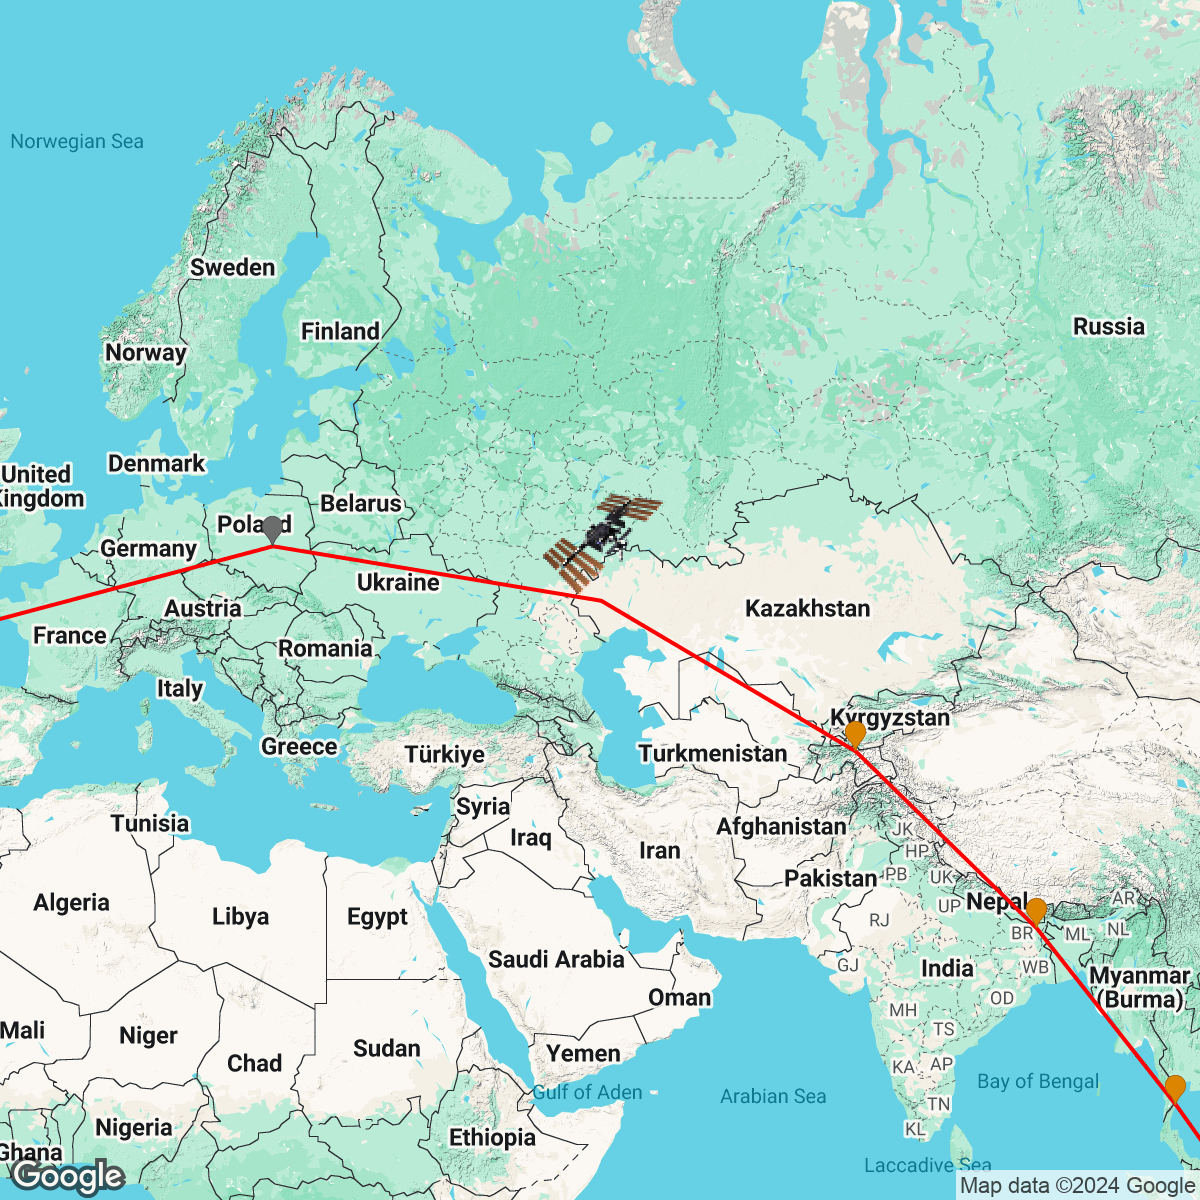 Norwegian Sea
Sweden
Finland
Russia
Norway
Denmark
United
Kingdom
Belarus
Poland
Germany
Ukraine
Austria
Kazakhstan
France
Romania
Italy
Kyrgyzstan
Greece
Türkiye
Turkmenistan
Syria
Tunisia
Iraq
Iran
Afghanistan
JK
HP
Pakistan
PB
UK
Algeria
Libya
Egypt
UP
Nepal
AR
RJ
BR
ML
NL
Saudi Arabia
GJ
India
WB
Myanmar
(Burma)
Oman
OD
Mali
Niger
MH
TS
Chad
Sudan
Yemen
KA
AP
Gulf of Aden
Arabian Sea
Bay of Bengal
TN
Nigeria
KL
Ethiopia
Ghana
Laccadive Sea
Google
Map data ©2024 Google